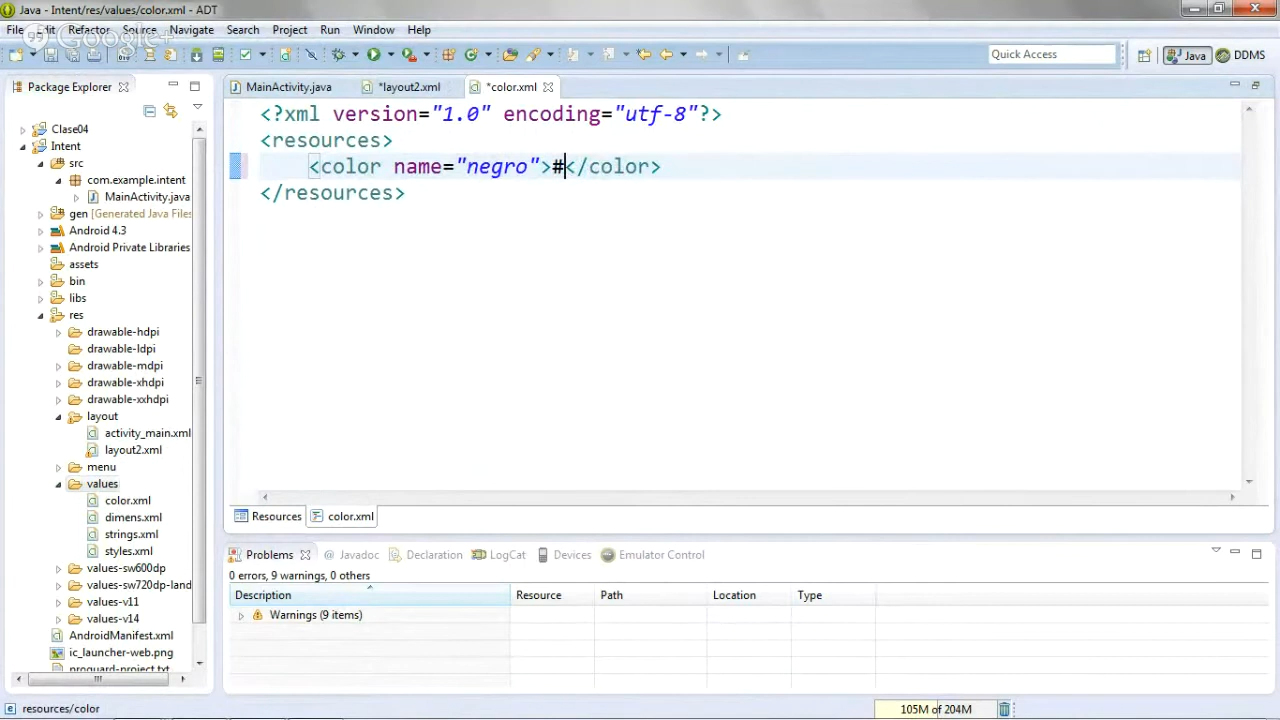 Java - Intent/res/values/color.xml - ADT
File Edit Refactor Source Navigate Search Project Run Window Help
Google+
Quick Access
Java
DDMS
Package Explorer
MainActivity.java
*layout2.xml
*color.xml
<?xml version="1.0" encoding="utf-8"?>
<resources>
<color name="negro">#</color>
</resources>
Clase04
Intent
src
com.example.intent
MainActivity.java
gen [Generated Java Files
Android 4.3
Android Private Libraries
assets
bin
libs
res
drawable-hdpi
drawable-ldpi
drawable-mdpi
drawable-xhdpi
drawable-xxhdpi
layout
activity_main.xml
layout2.xml
menu
values
color.xml
dimens.xml
strings.xml
styles.xml
values-sw600dp
values-sw720dp-land
values-v11
values-v14
AndroidManifest.xml
ic_launcher-web.png
proguard-project.txt
Resources
color.xml
Problems
@ Javadoc
Declaration
LogCat
Devices
Emulator Control
0 errors, 9 warnings, 0 others
Description Resource Path Location Type
Warnings (9 items)
resources/color
105M of 204M